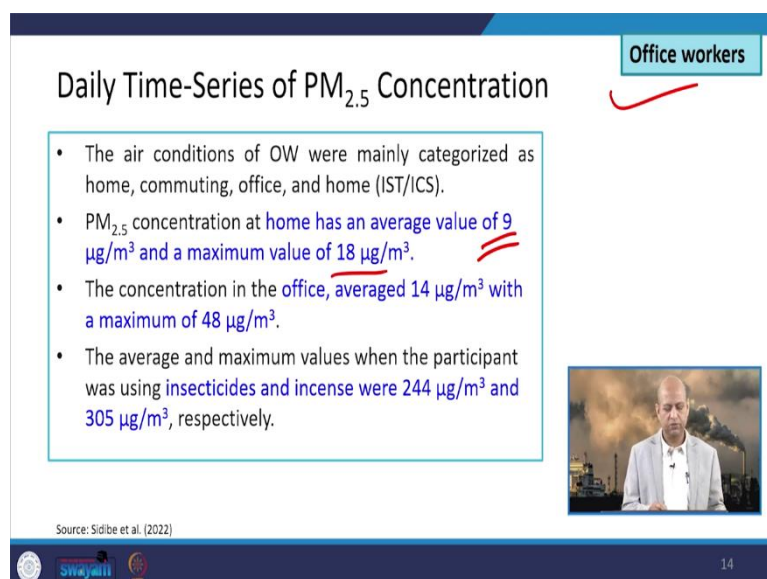 Office workers
Daily Time-Series of PM2.5 Concentration
• The air conditions of OW were mainly categorized as
home, commuting, office, and home (IST/ICS).
• PM2.5 concentration at home has an average value of 9
µg/m3 and a maximum value of 18 µg/m3.
• The concentration in the office, averaged 14 µg/m3 with
a maximum of 48 µg/m3.
• The average and maximum values when the participant
was using insecticides and incense were 244 µg/m3 and
305 µg/m3, respectively.
Source: Sidibe et al. (2022)
swayam
14